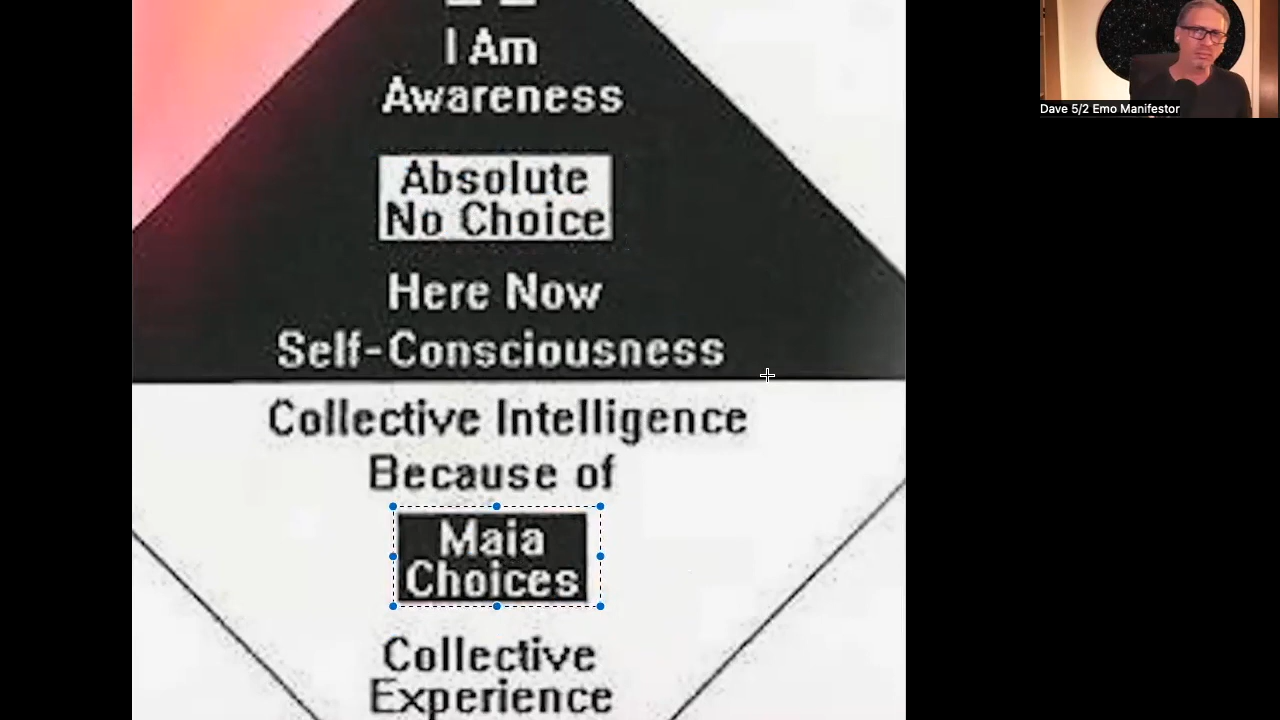 I Am
Awareness
Absolute
No Choice
Here Now
Self-Consciousness
Collective Intelligence
Because of
Maia
Choices
Collective
Experience
Dave 5/2 Emo Manifestor